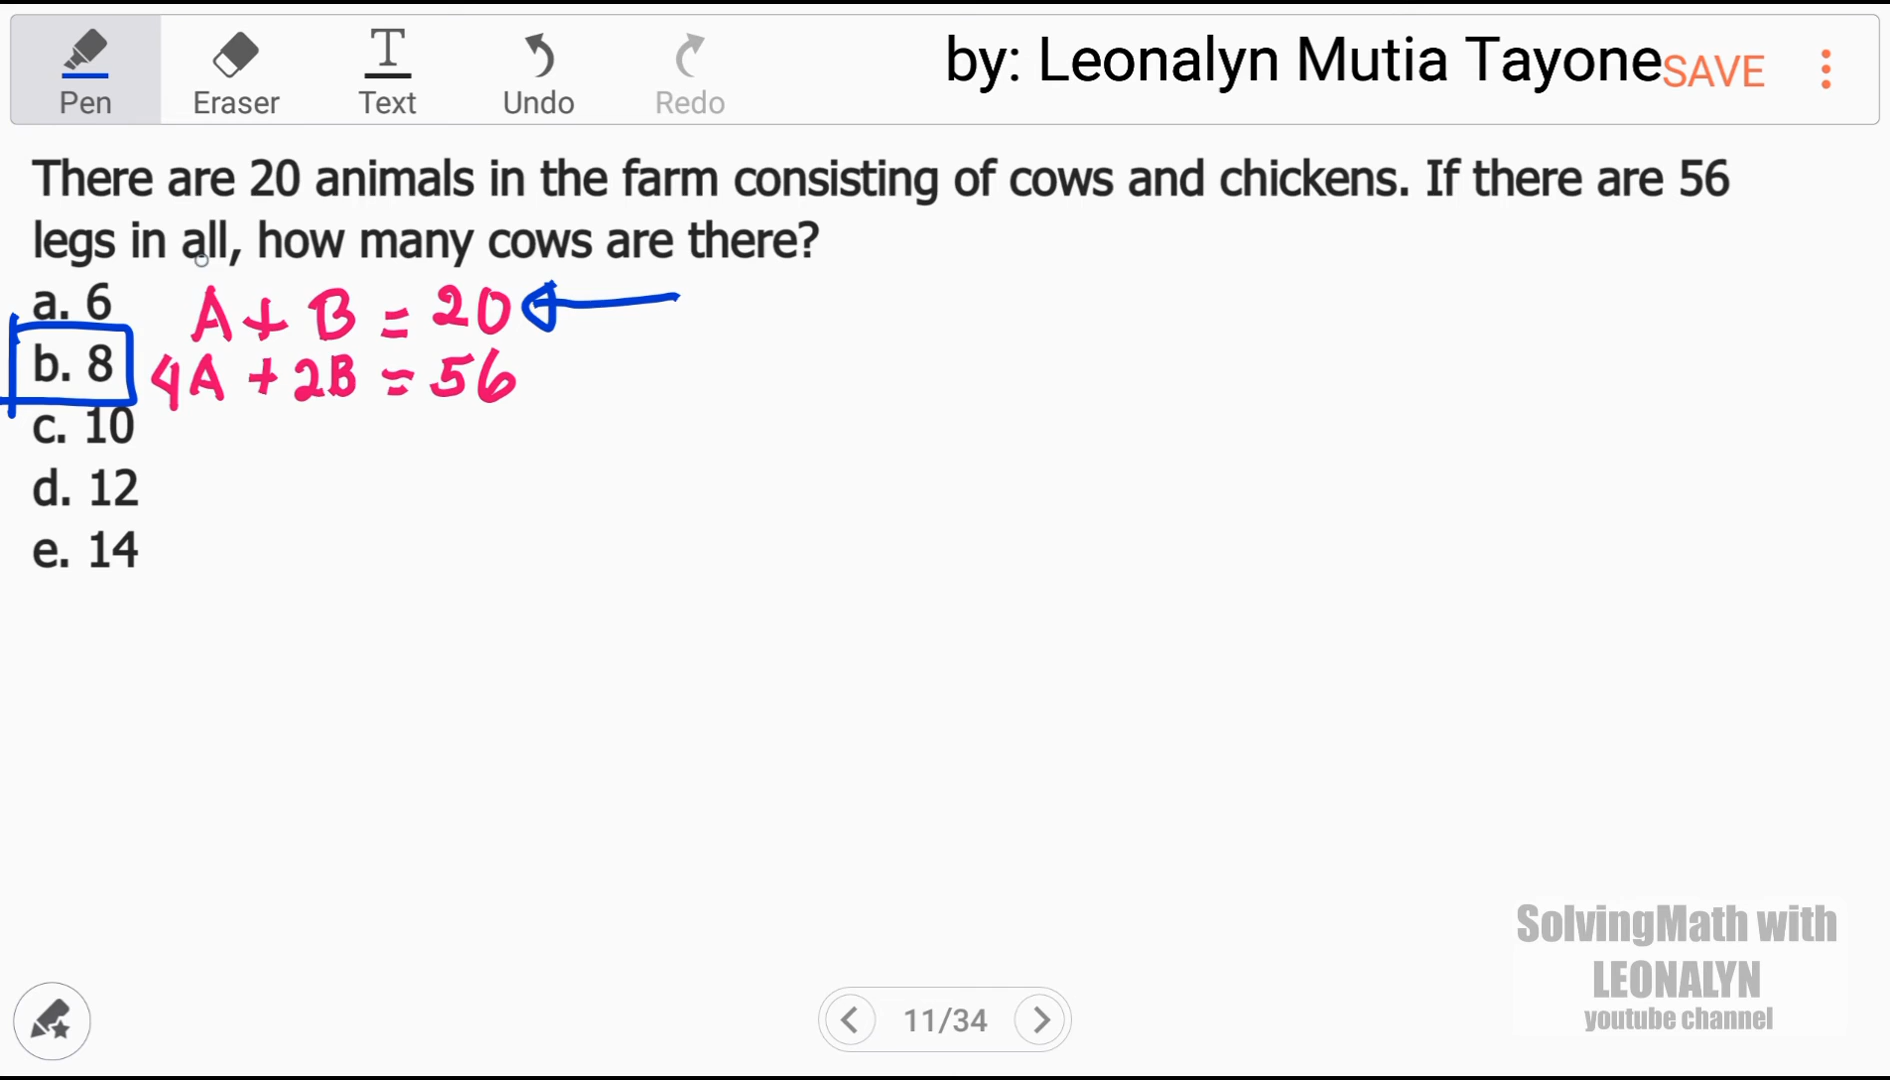 Pen
Eraser
T
Text
Undo
Redo
by: Leonalyn Mutia Tayone
SAVE
There are 20 animals in the farm consisting of cows and chickens. If there are 56
legs in all, how many cows are there?
a. 6
A + B = 20
b. 8
4A + 2B = 56
c. 10
d. 12
e. 14
SolvingMath with
LEONALYN
youtube channel
11/34